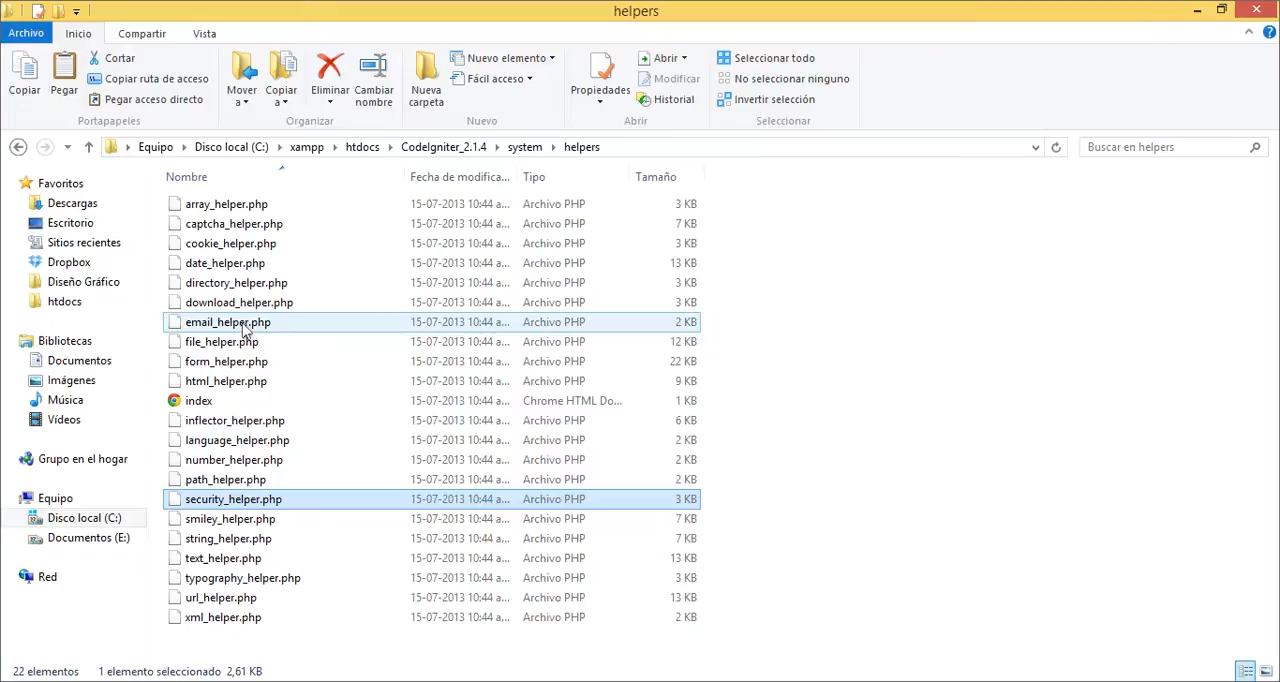 helpers
Archivo Inicio Compartir Vista
Copiar Pegar Cortar Copiar ruta de acceso Pegar acceso directo
Portapapeles
Mover a Copiar a Eliminar Cambiar nombre
Organizar
Nueva carpeta Nuevo elemento Fácil acceso
Nuevo
Propiedades Abrir Modificar Historial
Abrir
Seleccionar todo
No seleccionar ninguno
Invertir selección
Seleccionar
Equipo Disco local (C:) xampp htdocs CodeIgniter_2.1.4 system helpers Buscar en helpers
Nombre Fecha de modifica... Tipo Tamaño
Favoritos
Descargas
Escritorio
Sitios recientes
Dropbox
Diseño Gráfico
htdocs
Bibliotecas
Documentos
Imágenes
Música
Vídeos
Grupo en el hogar
Equipo
Disco local (C:)
Documentos (E:)
Red
array_helper.php 15-07-2013 10:44 a... Archivo PHP 3 KB
captcha_helper.php 15-07-2013 10:44 a... Archivo PHP 7 KB
cookie_helper.php 15-07-2013 10:44 a... Archivo PHP 3 KB
date_helper.php 15-07-2013 10:44 a... Archivo PHP 13 KB
directory_helper.php 15-07-2013 10:44 a... Archivo PHP 3 KB
download_helper.php 15-07-2013 10:44 a... Archivo PHP 3 KB
email_helper.php 15-07-2013 10:44 a... Archivo PHP 2 KB
file_helper.php 15-07-2013 10:44 a... Archivo PHP 12 KB
form_helper.php 15-07-2013 10:44 a... Archivo PHP 22 KB
html_helper.php 15-07-2013 10:44 a... Archivo PHP 9 KB
index 15-07-2013 10:44 a... Chrome HTML Do... 1 KB
inflector_helper.php 15-07-2013 10:44 a... Archivo PHP 6 KB
language_helper.php 15-07-2013 10:44 a... Archivo PHP 2 KB
number_helper.php 15-07-2013 10:44 a... Archivo PHP 2 KB
path_helper.php 15-07-2013 10:44 a... Archivo PHP 2 KB
security_helper.php 15-07-2013 10:44 a... Archivo PHP 3 KB
smiley_helper.php 15-07-2013 10:44 a... Archivo PHP 7 KB
string_helper.php 15-07-2013 10:44 a... Archivo PHP 7 KB
text_helper.php 15-07-2013 10:44 a... Archivo PHP 13 KB
typography_helper.php 15-07-2013 10:44 a... Archivo PHP 3 KB
url_helper.php 15-07-2013 10:44 a... Archivo PHP 13 KB
xml_helper.php 15-07-2013 10:44 a... Archivo PHP 2 KB
22 elementos 1 elemento seleccionado 2,61 KB